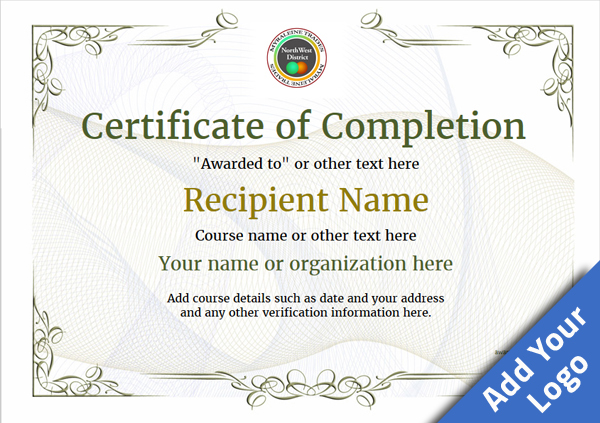 MYRALEINE TRADES
NorthWest
District
MYRALEINE TRADES
Certificate of Completion
"Awarded to" or other text here
Recipient Name
Course name or other text here
Your name or organization here
Add course details such as date and your address
and any other verification information here.
Add Your
Logo